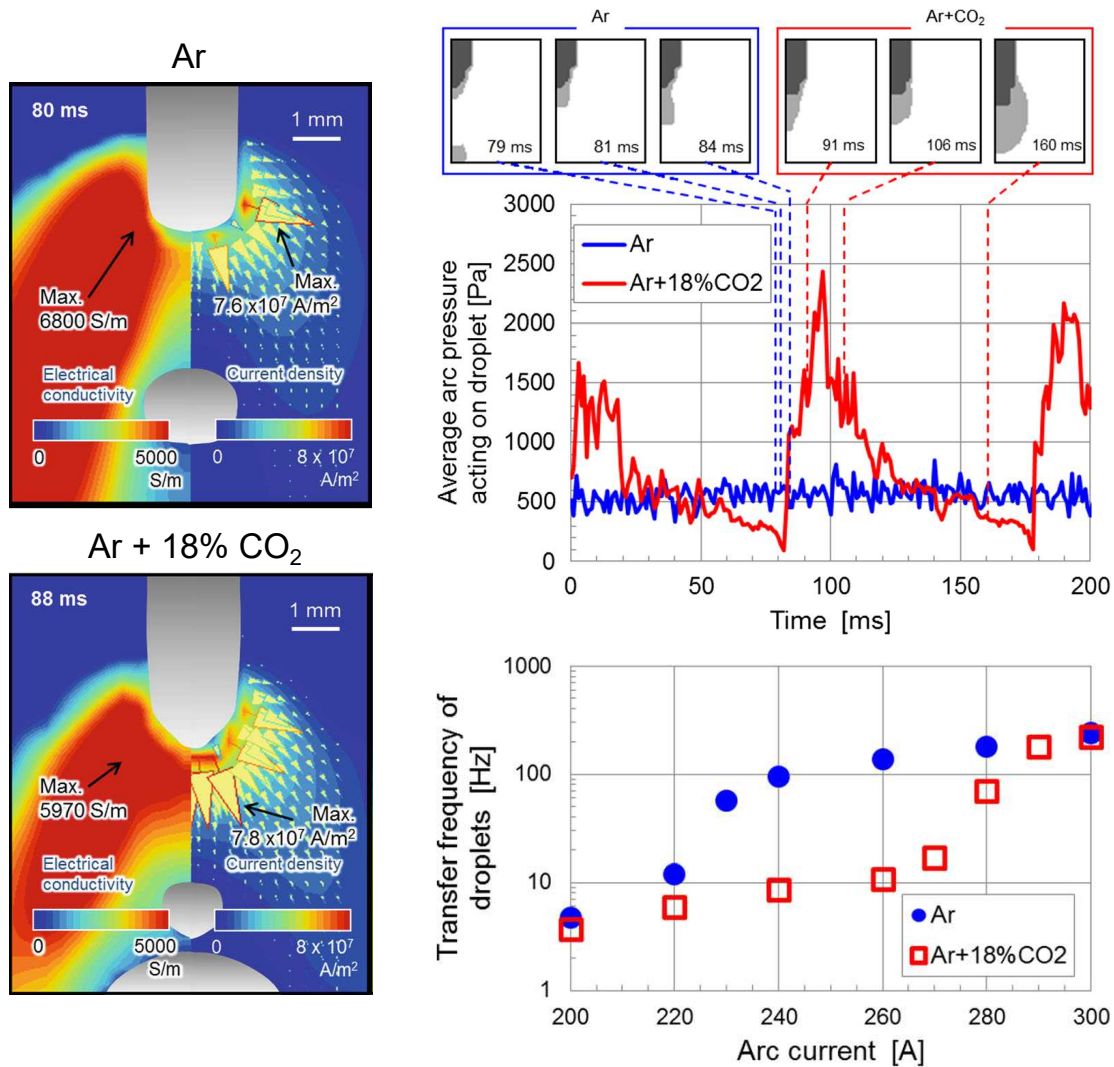 Ar
80 ms
1 mm
Max.
6800 S/m
Max.
7.6 x10⁷ A/m²
Electrical
conductivity
Current density
0
5000
S/m
0
8 x 10⁷
A/m²
Ar + 18% CO₂
88 ms
1 mm
Max.
5970 S/m
Max.
7.8x10⁷ A/m²
Electrical
conductivity
Current density
0
5000
S/m
0
8 x 10⁷
A/m²
Ar
Ar+CO₂
79 ms
81 ms
84 ms
91 ms
106 ms
160 ms
Average arc pressure
acting on droplet [Pa]
3000
2500
2000
1500
1000
500
0
Ar
Ar+18%CO2
0
50
100
150
200
Time [ms]
Transfer frequency of
droplets [Hz]
1000
100
10
1
Ar
Ar+18%CO2
200
220
240
260
280
300
Arc current [A]